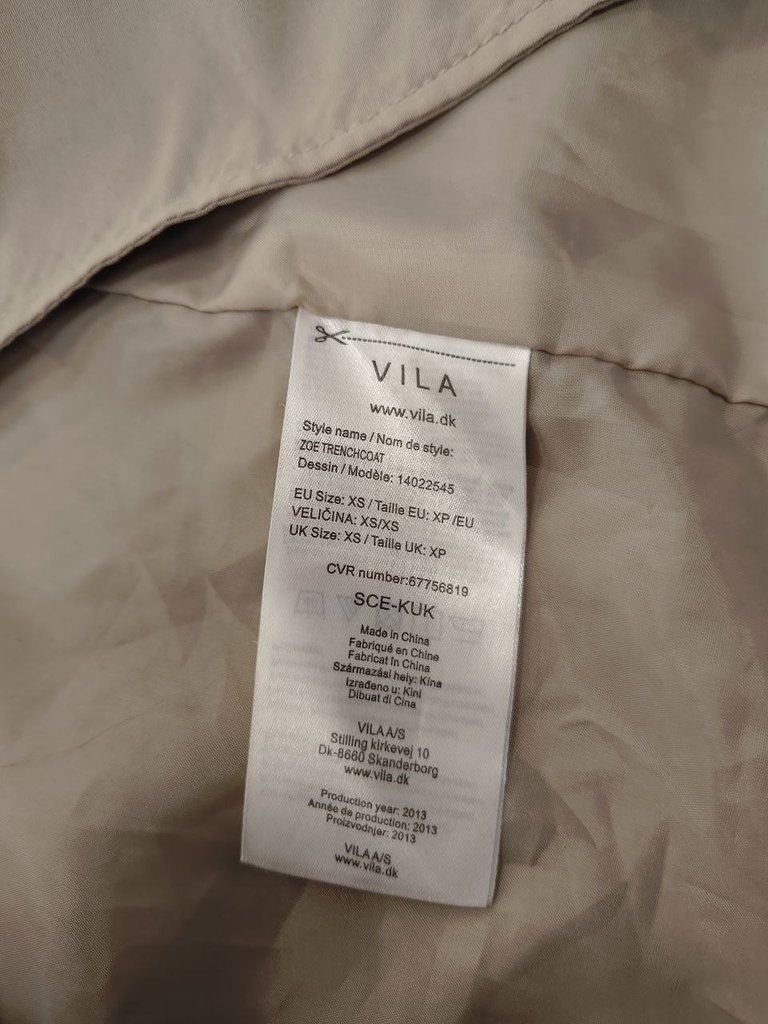 VILA
www.vila.dk
Style name / Nom de style:
ZOE TRENCHCOAT
Dessin / Modèle: 14022545
EU Size: XS / Taille EU: XP /EU
VELIČINA: XS/XS
UK Size: XS / Taille UK: XP
CVR number:67756819
SCE-KUK
Made in China
Fabriqué en Chine
Fabricat în China
Származási hely: Kína
Izrađeno u: Kini
Dibuat di Cina
VILA A/S
Stilling kirkevej 10
Dk-8660 Skanderborg
www.vila.dk
Production year: 2013
Année de production: 2013
Proizvodnjer: 2013
VILA A/S
www.vila.dk